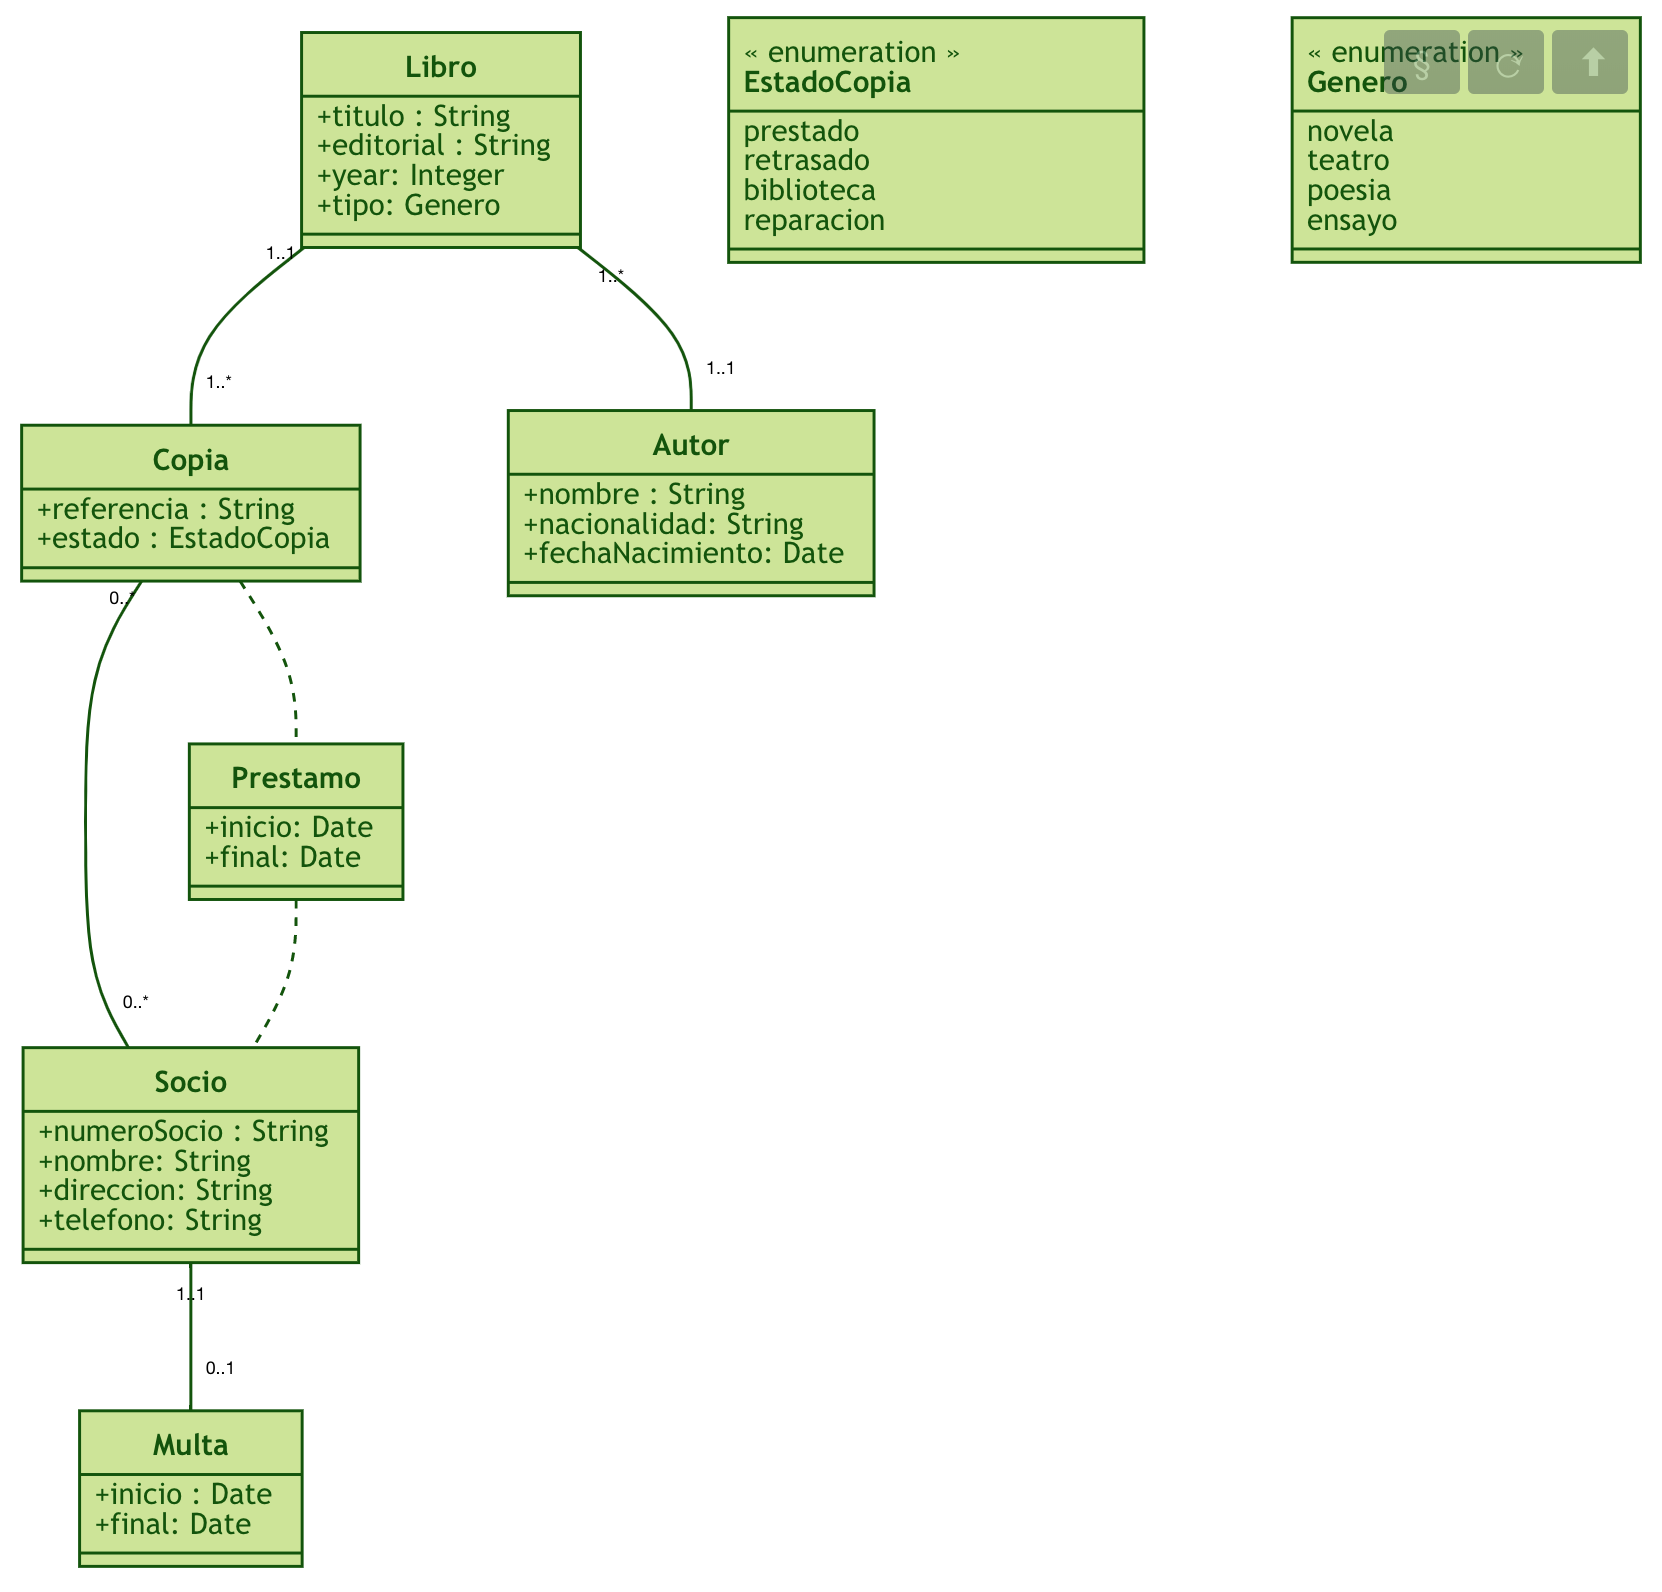 Libro
+titulo : String
+editorial : String
+year: Integer
+tipo: Genero
« enumeration »
EstadoCopia
prestado
retrasado
biblioteca
reparacion
« enumeration »
Genero
novela
teatro
poesia
ensayo
§
1..1
1..*
1..*
1..1
Copia
+referencia : String
+estado : EstadoCopia
Autor
+nombre : String
+nacionalidad: String
+fechaNacimiento: Date
0..*
Prestamo
+inicio: Date
+final: Date
0..*
Socio
+numeroSocio : String
+nombre: String
+direccion: String
+telefono: String
1..1
0..1
Multa
+inicio : Date
+final: Date